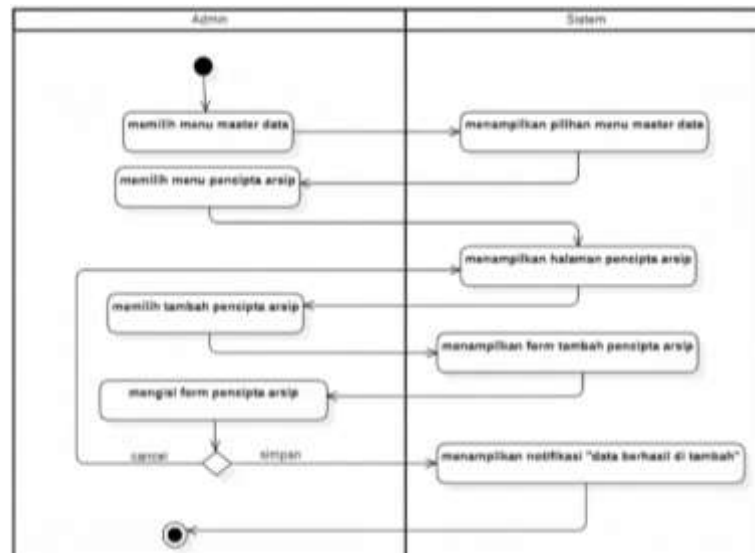 Admin
Sistem
memilih menu master data
menampilkan pilihan menu master data
memilih menu pencipta arsip
menampilkan halaman pencipta arsip
memilih tambah pencipta arsip
menampilkan form tambah pencipta arsip
mengisi form pencipta arsip
cancel
simpan
menampilkan notifikasi "data berhasil di tambah"